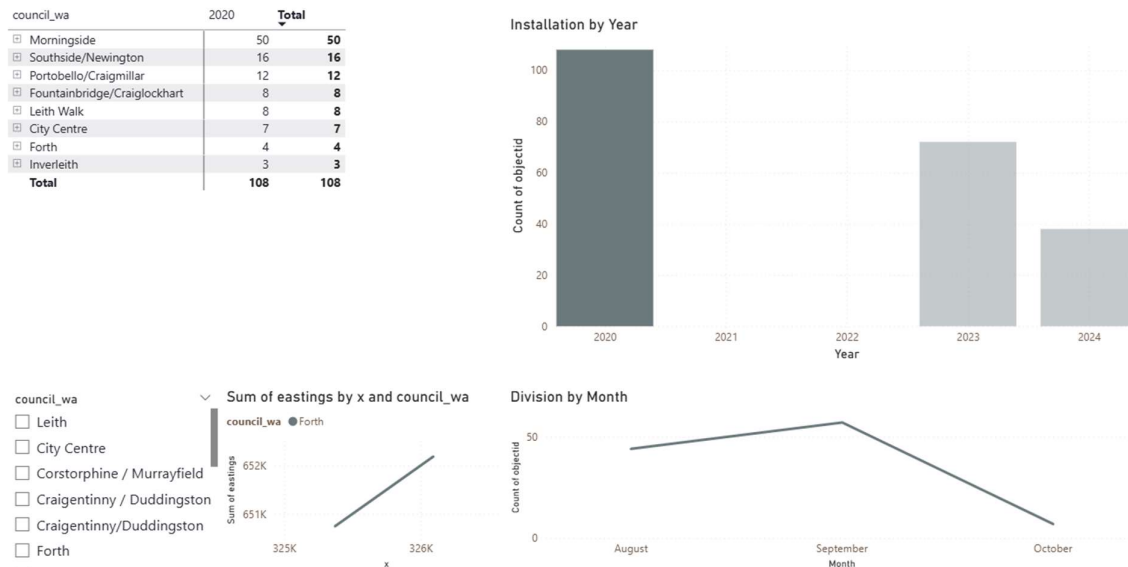 council_wa 2020 Total
Morningside 50 50
Southside/Newington 16 16
Portobello/Craigmillar 12 12
Fountainbridge/Craiglockhart 8 8
Leith Walk 8 8
City Centre 7 7
Forth 4 4
Inverleith 3 3
Total 108 108
Installation by Year
Count of objectid
100
80
60
40
20
0
2020 2021 2022 2023 2024
Year
council_wa
Leith
City Centre
Corstorphine / Murrayfield
Craigentinny / Duddingston
Craigentinny/Duddingston
Forth
Sum of eastings by x and council_wa
council_wa Forth
Sum of eastings
652K
651K
325K 326K
x
Division by Month
Count of objectid
50
0
August September October
Month